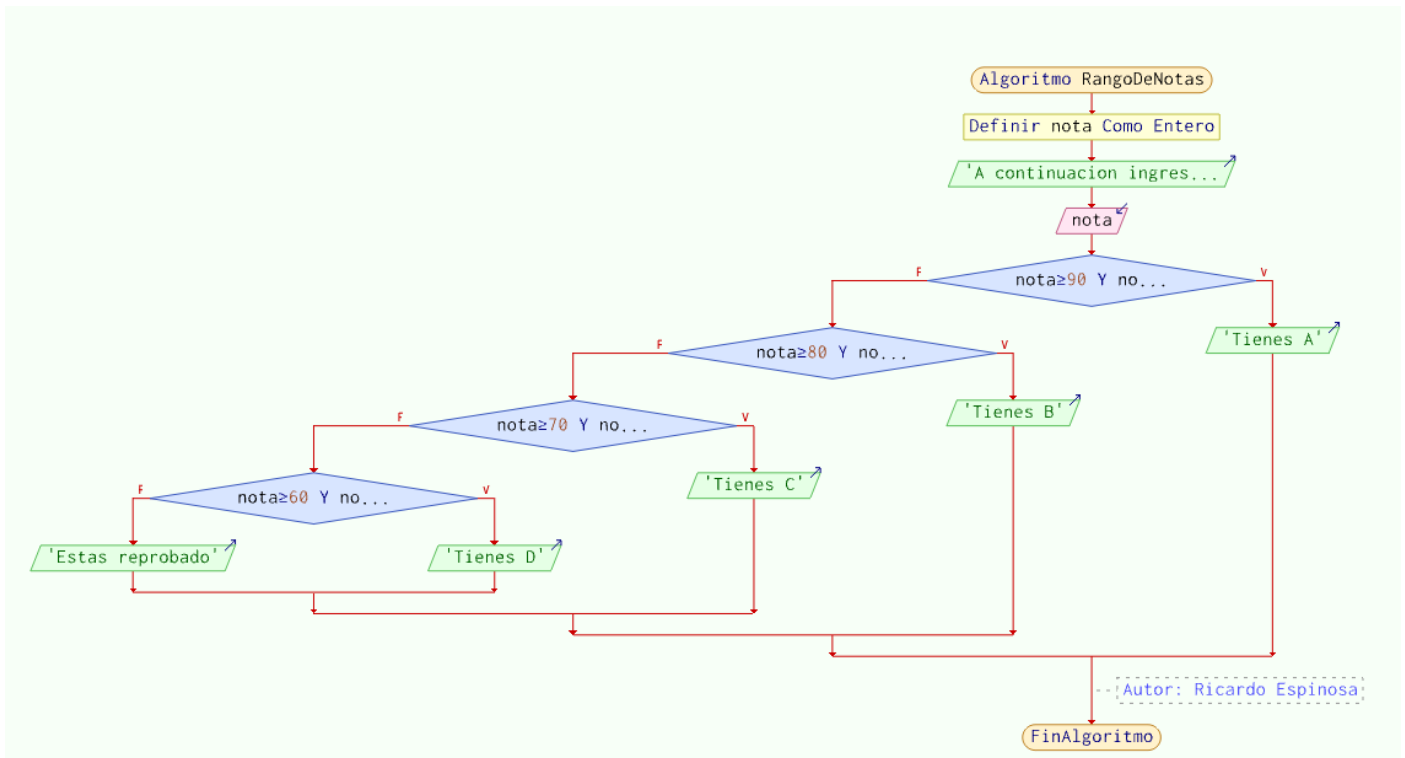 Algoritmo RangoDeNotas
Definir nota Como Entero
'A continuacion ingres...
nota
F
nota≥90 Y no...
V
'Tienes A'
F
nota≥80 Y no...
V
'Tienes B'
F
nota≥70 Y no...
V
'Tienes C'
F
nota≥60 Y no...
V
'Estas reprobado'
'Tienes D'
Autor: Ricardo Espinosa
FinAlgoritmo